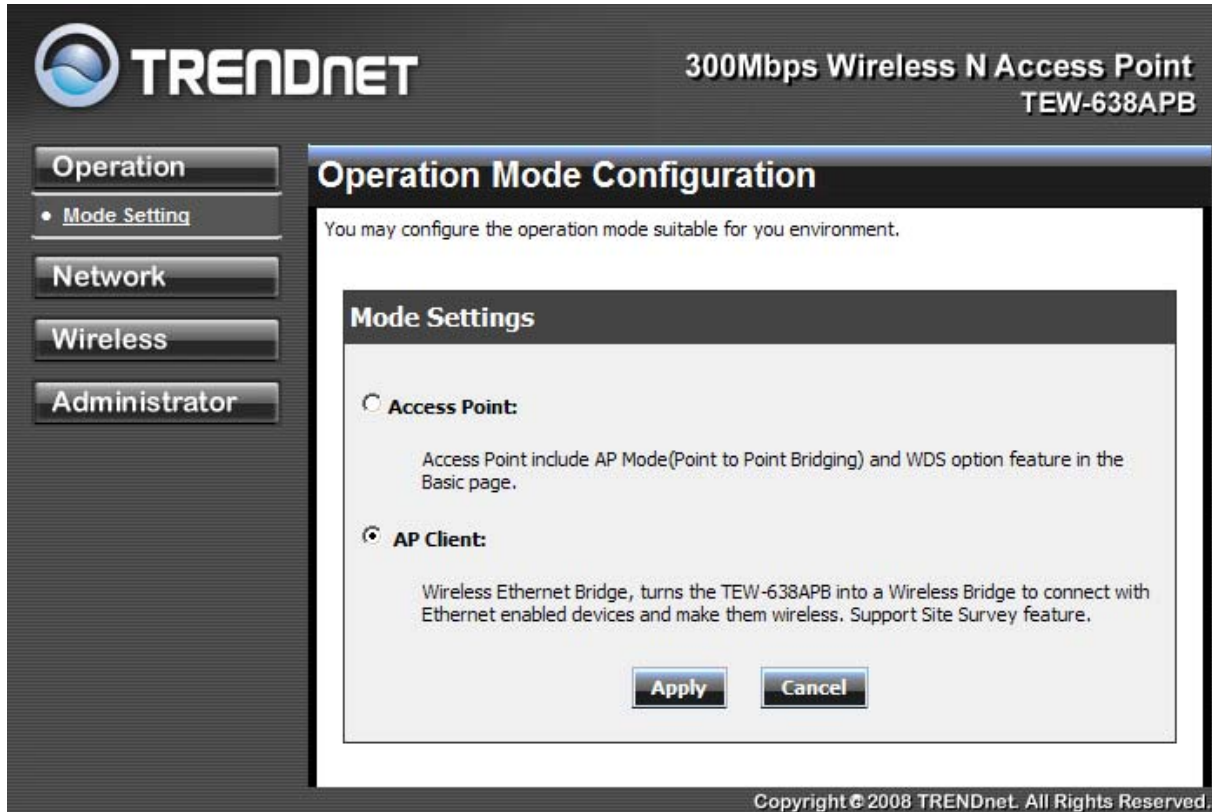 TRENDNET
300Mbps Wireless N Access Point
TEW-638APB
Operation
Mode Setting
Network
Wireless
Administrator
Operation Mode Configuration
You may configure the operation mode suitable for you environment.
Mode Settings
Access Point:
Access Point include AP Mode(Point to Point Bridging) and WDS option feature in the
Basic page.
AP Client:
Wireless Ethernet Bridge, turns the TEW-638APB into a Wireless Bridge to connect with
Ethernet enabled devices and make them wireless. Support Site Survey feature.
Apply
Cancel
Copyright © 2008 TRENDnet. All Rights Reserved.